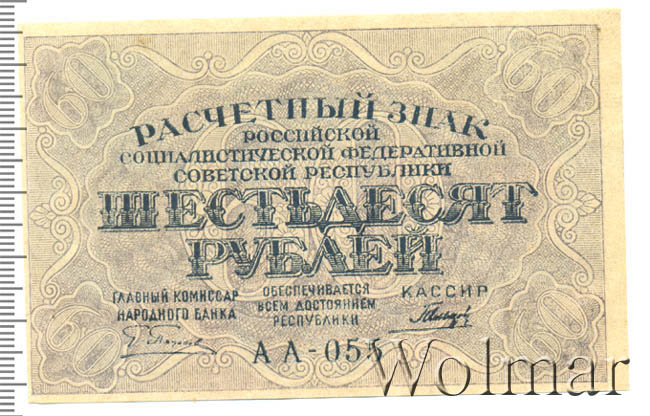 60 60
РАСЧЕТНЫЙ ЗНАК
РОССИЙСКОЙ
СОЦИАЛИСТИЧЕСКОЙ ФЕДЕРАТИВНОЙ
СОВЕТСКОЙ РЕСПУБЛИКИ
ШЕСТЬДЕСЯТ
РУБЛЕЙ
ГЛАВНЫЙ КОМИССАР
НАРОДНОГО БАНКА
ОБЕСПЕЧИВАЕТСЯ
ВСЕМ ДОСТОЯНИЕМ
РЕСПУБЛИКИ
КАССИР
60 60
АА-055
Wolmar